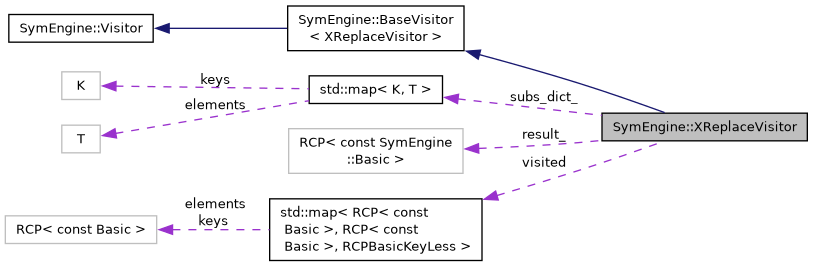 SymEngine::Visitor
SymEngine::BaseVisitor
< XReplaceVisitor >
K
keys
elements
std::map< K, T >
subs_dict_
T
RCP< const SymEngine
::Basic >
result_
SymEngine::XReplaceVisitor
visited
RCP< const Basic >
elements
keys
std::map< RCP< const
Basic >, RCP< const
Basic >, RCPBasicKeyLess >